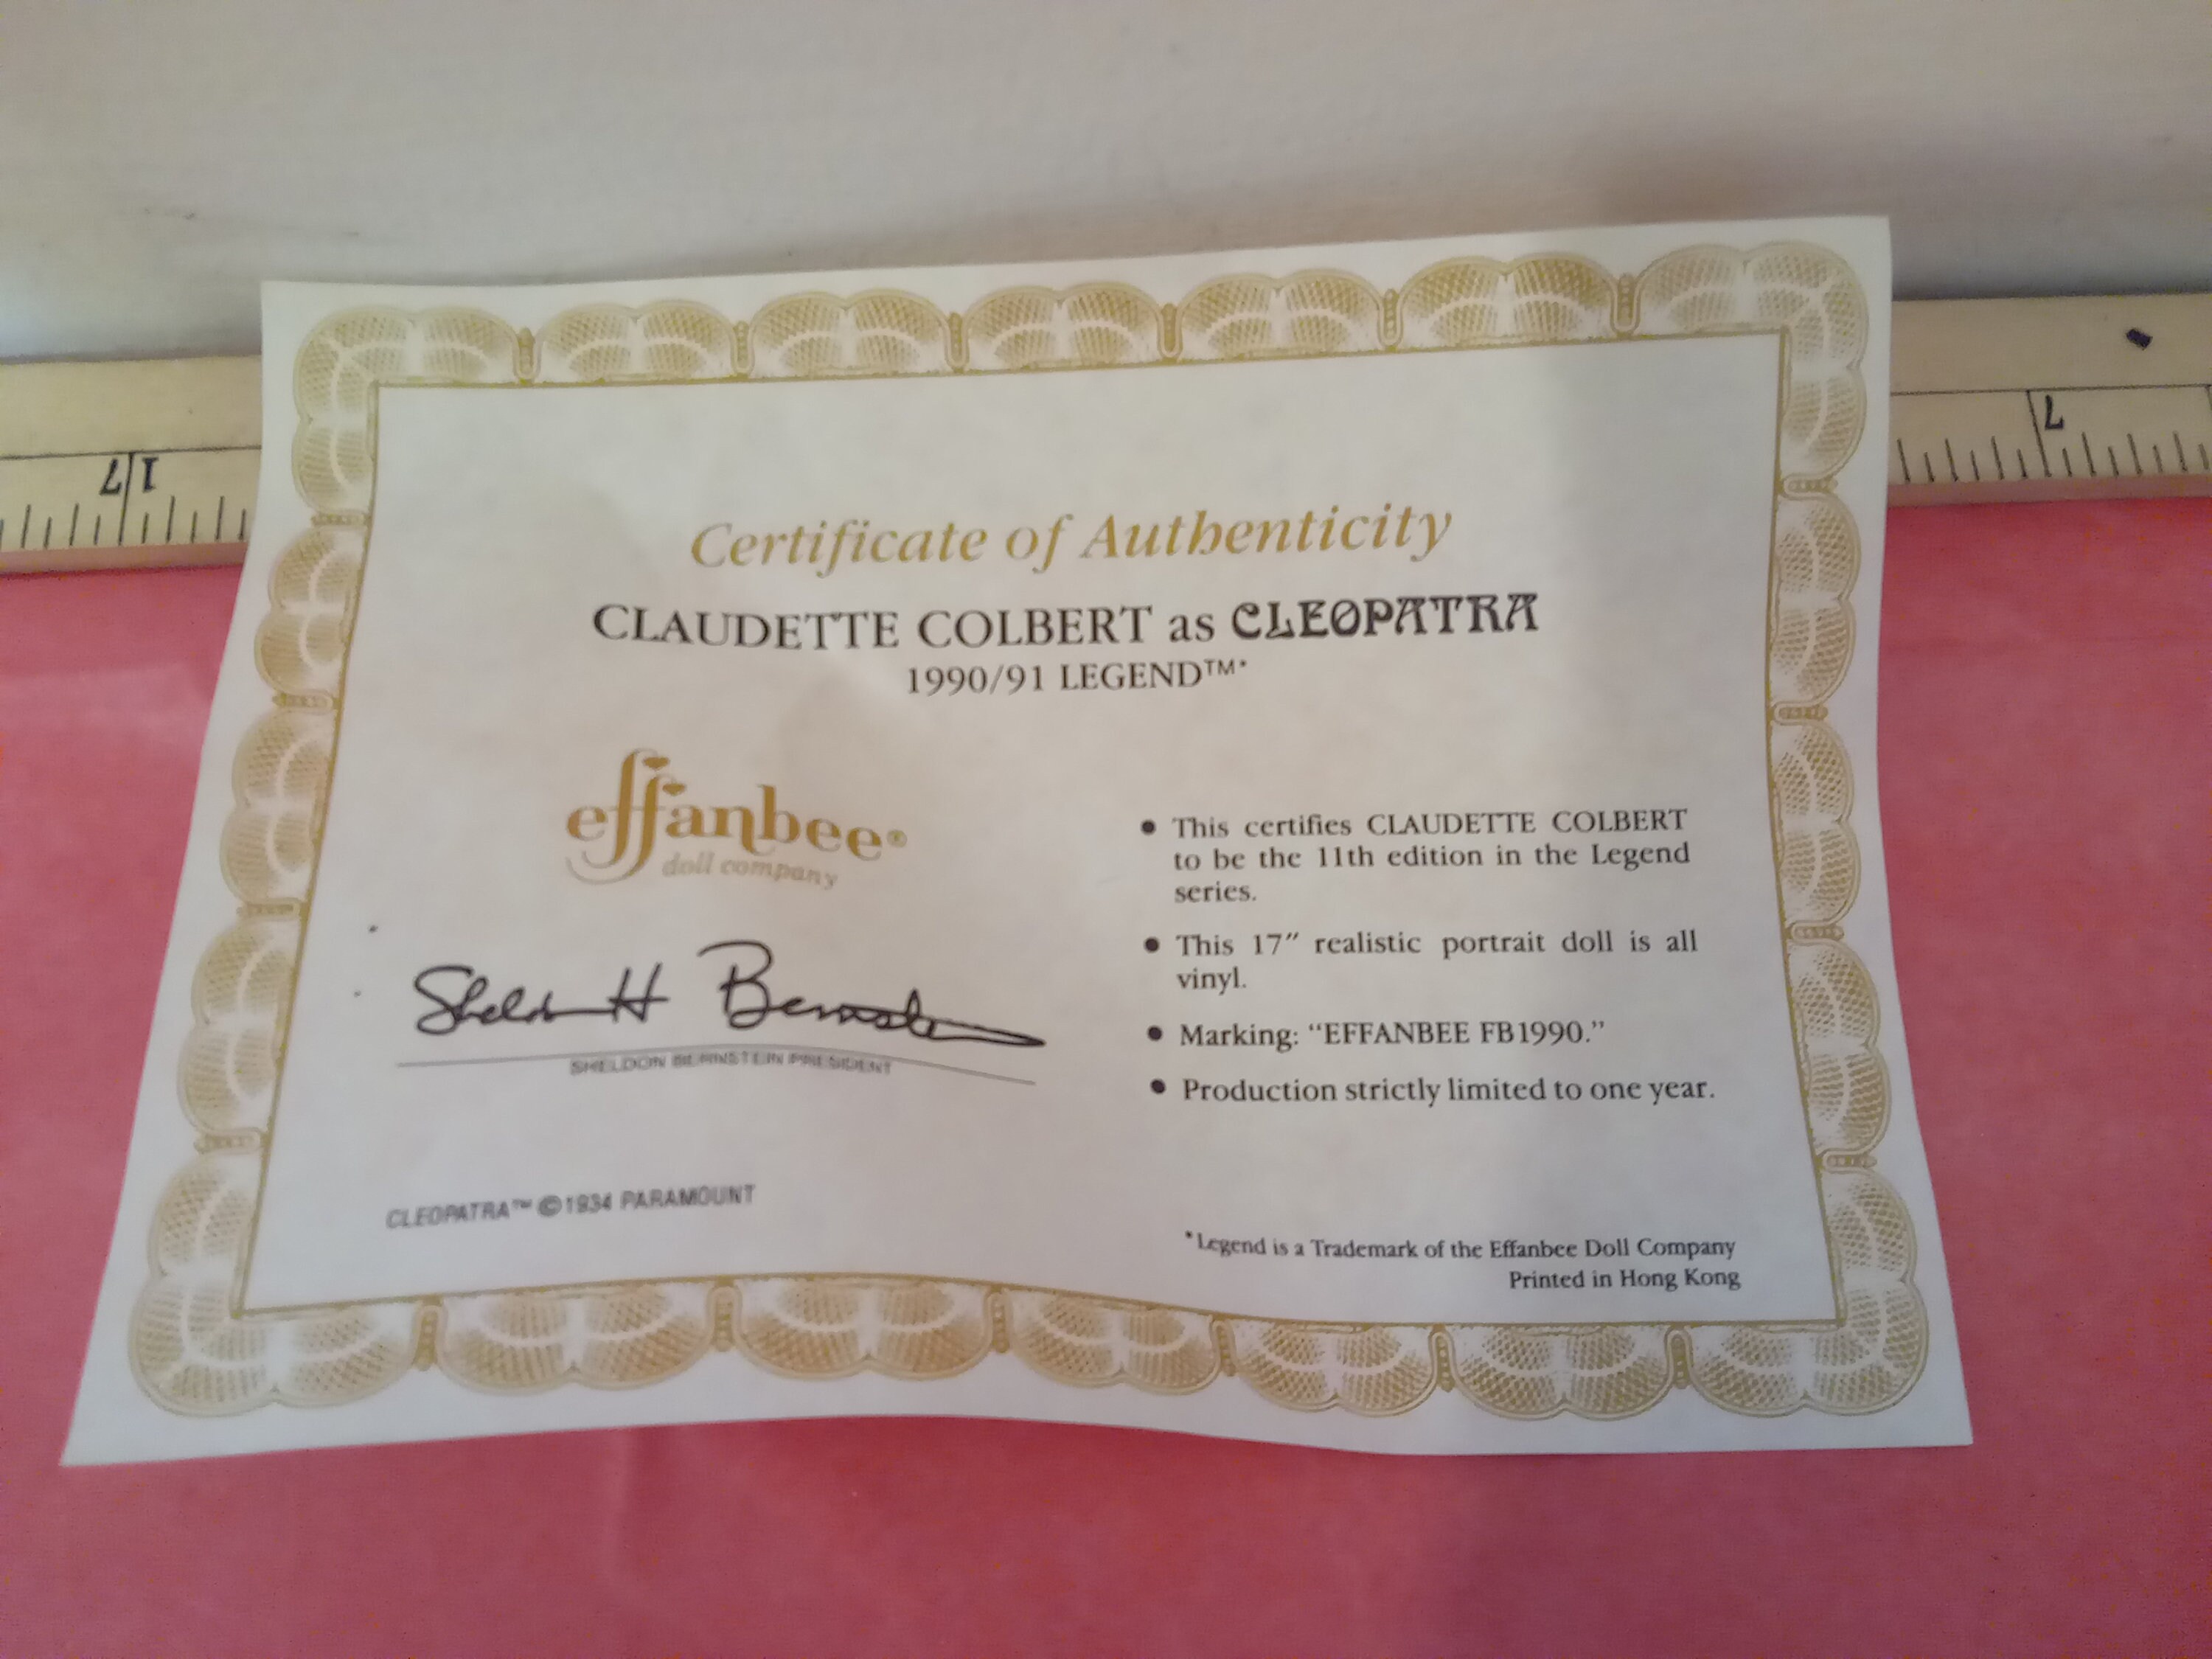 Certificate of Authenticity
CLAUDETTE COLBERT as CLEOPATRA
1990/91 LEGEND™*
effanbee®
doll company
Sheldon H Bernstein
SHELDON BERNSTEIN PRESIDENT
CLEOPATRA™ ©1934 PARAMOUNT
• This certifies CLAUDETTE COLBERT
to be the 11th edition in the Legend
series.
• This 17″ realistic portrait doll is all
vinyl.
• Marking: “EFFANBEE FB1990.”
• Production strictly limited to one year.
*Legend is a Trademark of the Effanbee Doll Company
Printed in Hong Kong
17
7